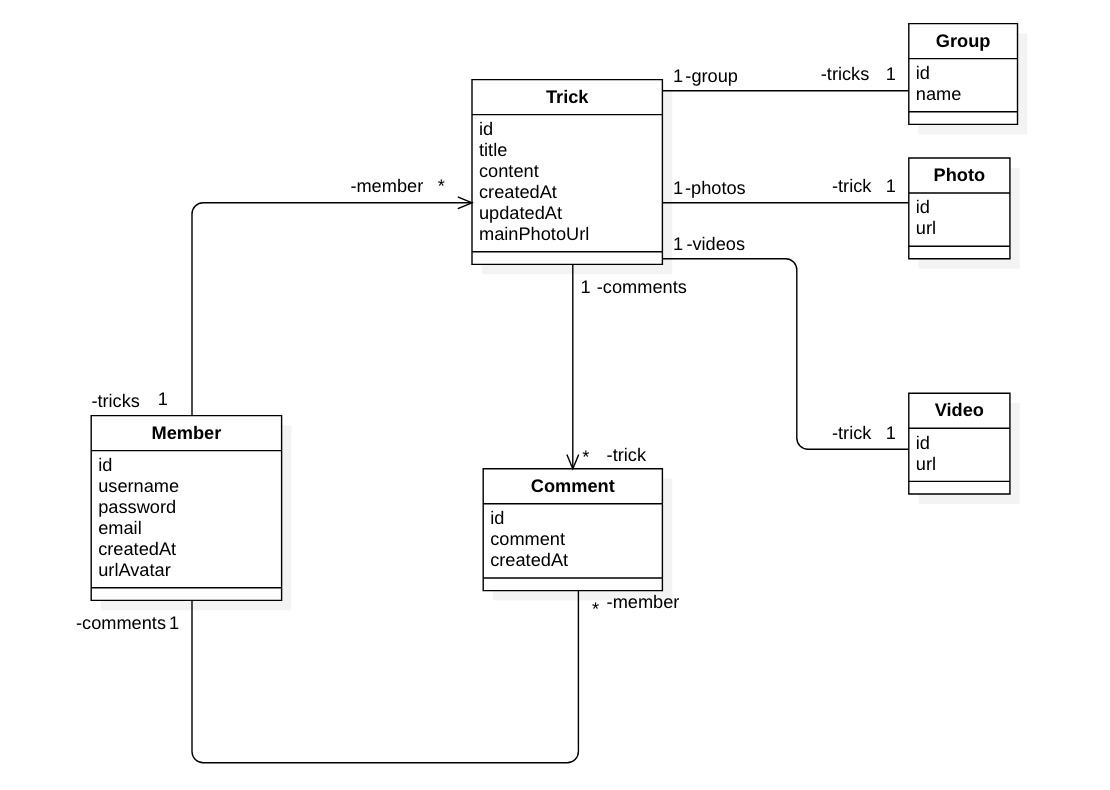 Group
id
name
1 -group
-tricks 1
Trick
id
title
content
createdAt
updatedAt
mainPhotoUrl
Photo
id
url
-member *
1 -photos
-trick 1
1 -videos
1 -comments
-tricks 1
Member
id
username
password
email
createdAt
urlAvatar
Video
id
url
-trick 1
* -trick
Comment
id
comment
createdAt
* -member
-comments 1